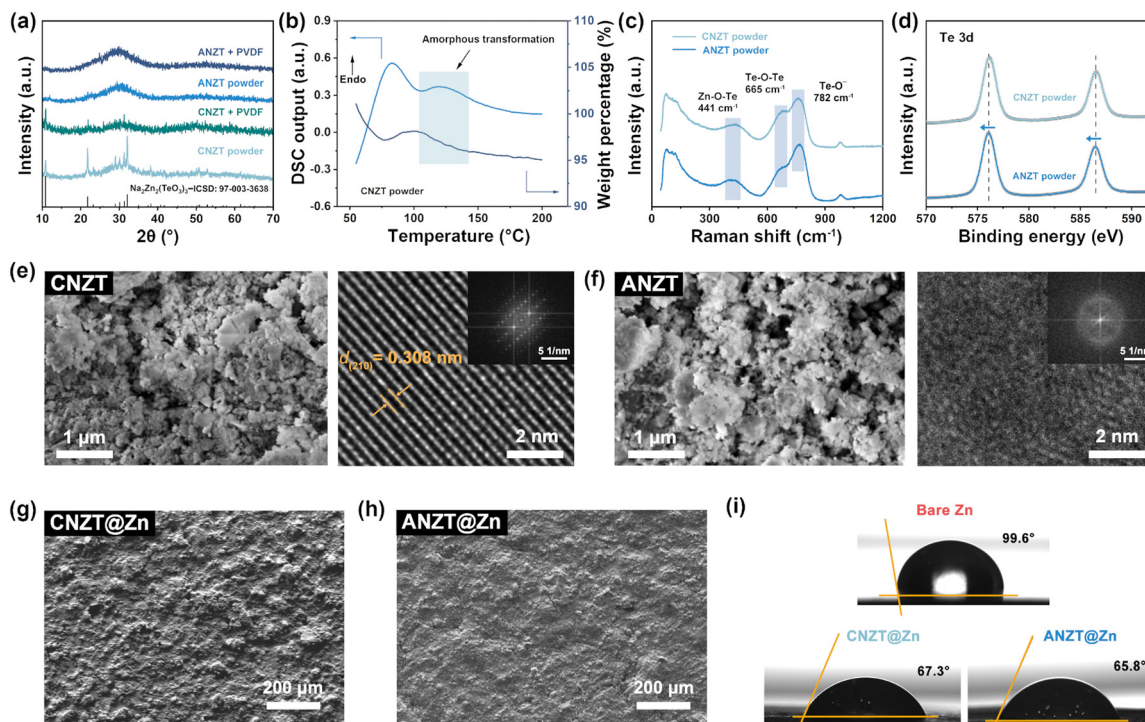 (a)
Intensity (a.u.)
ANZT + PVDF
ANZT powder
CNZT + PVDF
CNZT powder
Na₂Zn₂(TeO₃)₃–ICSD: 97-003-3638
10 20 30 40 50 60 70
2θ (°)
(b)
DSC output (a.u.)
0.9
0.6
0.3
0.0
-0.3
-0.6
Amorphous transformation
Endo
CNZT powder
50 100 150 200
Temperature (°C)
110
105
100
95
90
Weight percentage (%)
(c)
Intensity (a.u.)
CNZT powder
ANZT powder
Zn-O-Te
441 cm⁻¹
Te-O-Te
665 cm⁻¹
Te-O⁻
782 cm⁻¹
0 300 600 900 1200
Raman shift (cm⁻¹)
(d)
Intensity (a.u.)
Te 3d
CNZT powder
ANZT powder
570 575 580 585 590
Binding energy (eV)
(e)
CNZT
1 µm
d(210) = 0.308 nm
5 1/nm
2 nm
(f)
ANZT
1 µm
5 1/nm
2 nm
(g)
CNZT@Zn
200 µm
(h)
ANZT@Zn
200 µm
(i)
Bare Zn
99.6°
CNZT@Zn
67.3°
ANZT@Zn
65.8°